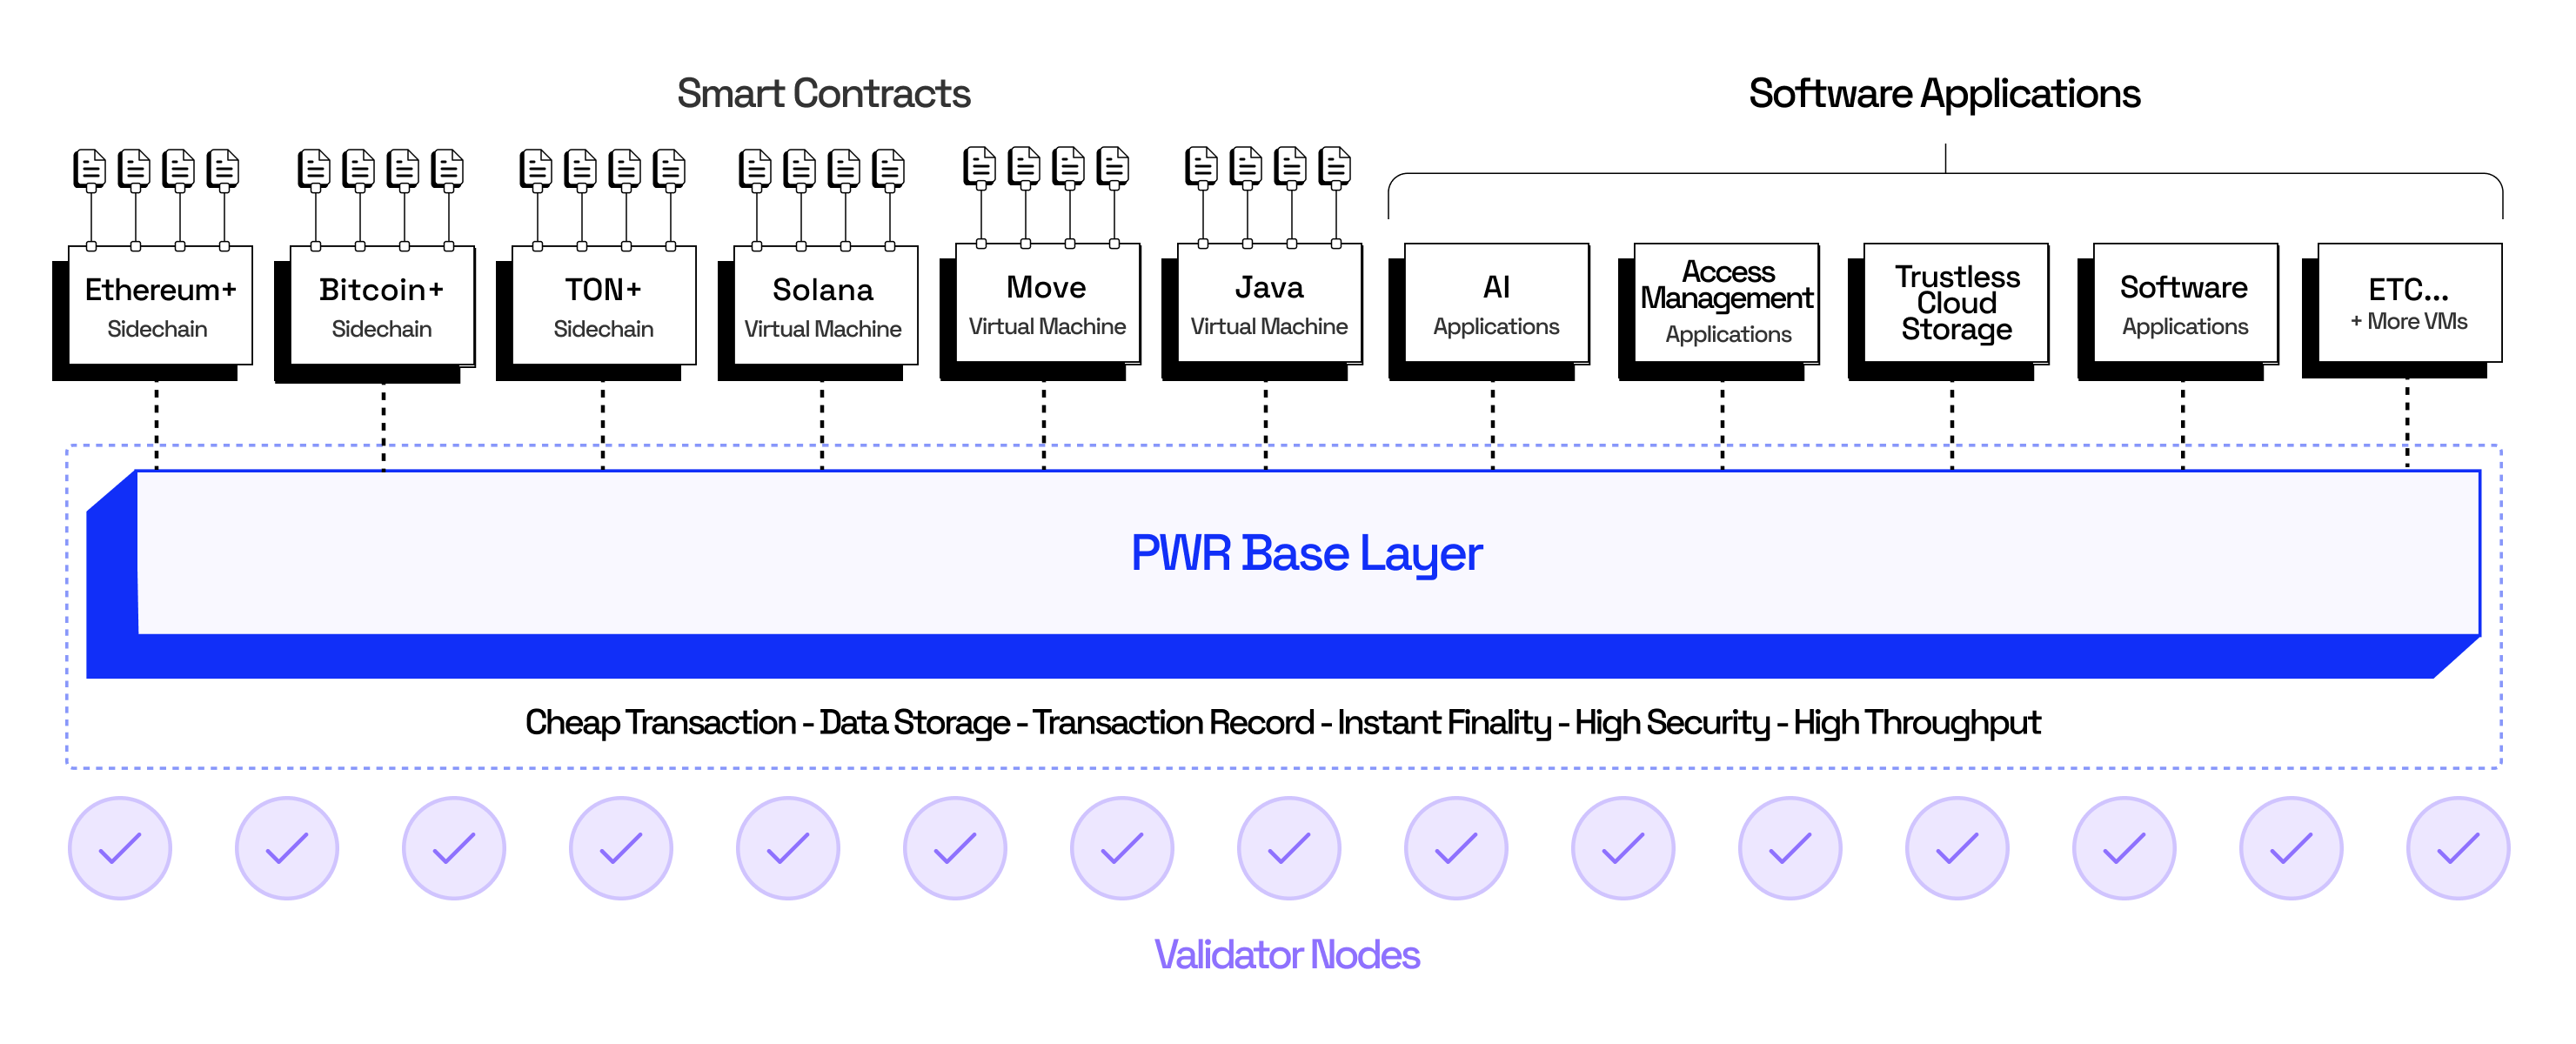 Smart Contracts
Software Applications
Ethereum+
Sidechain
Bitcoin+
Sidechain
TON+
Sidechain
Solana
Virtual Machine
Move
Virtual Machine
Java
Virtual Machine
AI
Applications
Access
Management
Applications
Trustless
Cloud
Storage
Software
Applications
ETC...
+ More VMs
PWR Base Layer
Cheap Transaction - Data Storage - Transaction Record - Instant Finality - High Security - High Throughput
Validator Nodes